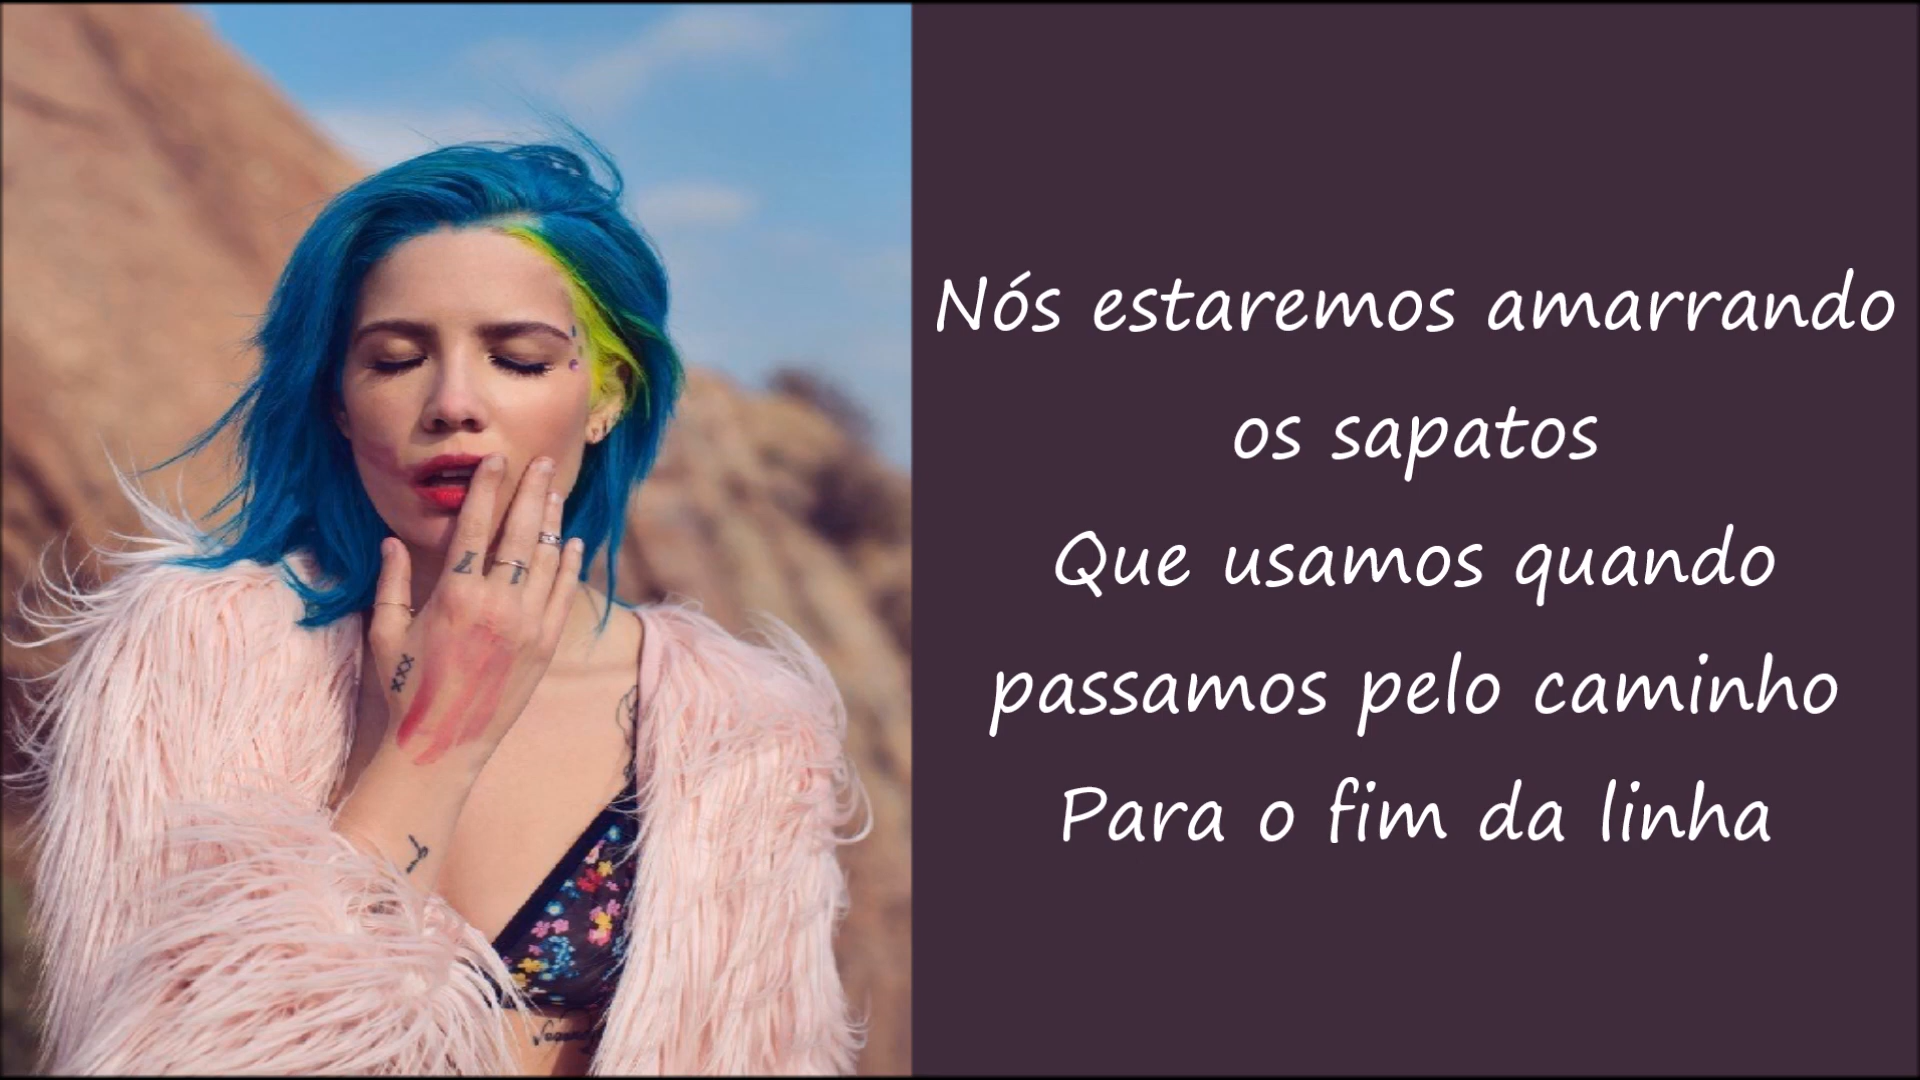 Nós estaremos amarrando
os sapatos
Que usamos quando
passamos pelo caminho
Para o fim da linha